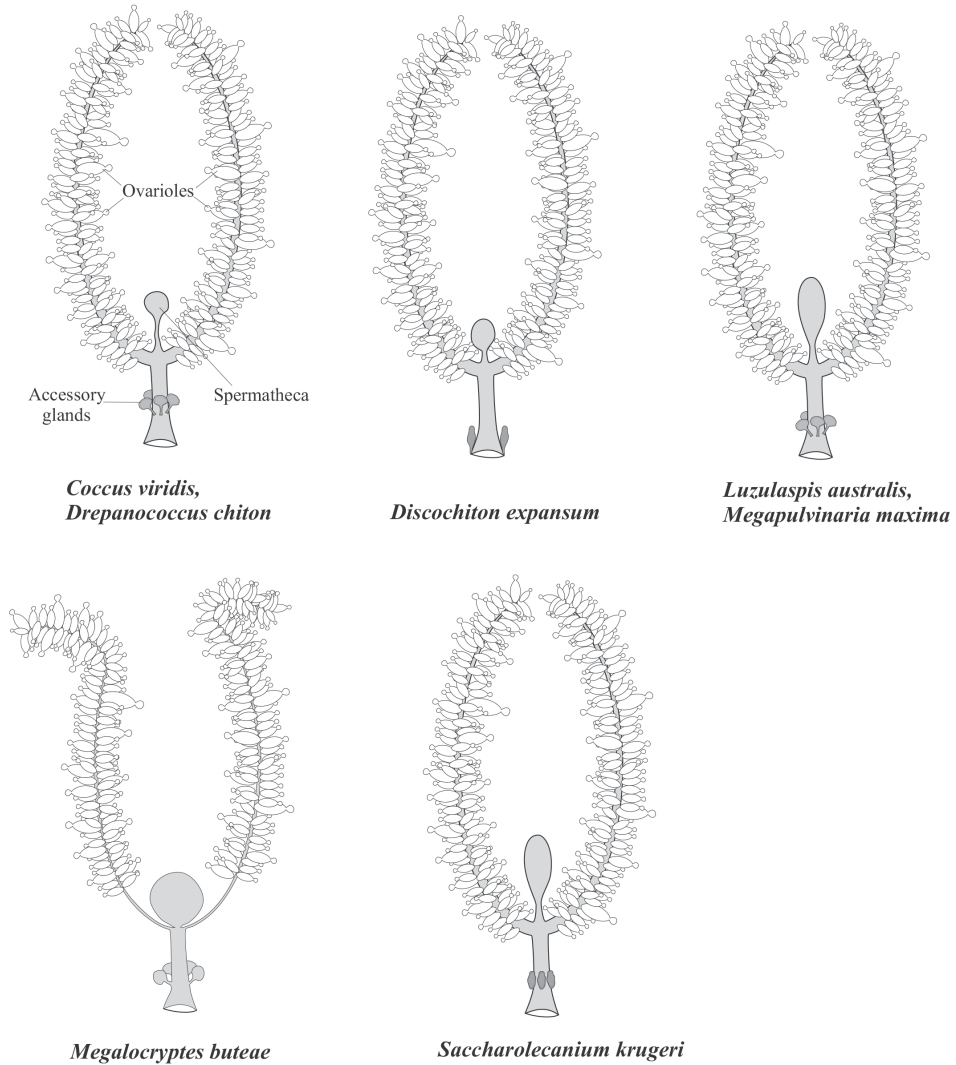 Ovarioles
Accessory
glands
Spermatheca
Coccus viridis,
Drepanococcus chiton
Discochiton expansum
Luzulaspis australis,
Megapulvinaria maxima
Megalocryptes buteae
Saccharolecanium krugeri